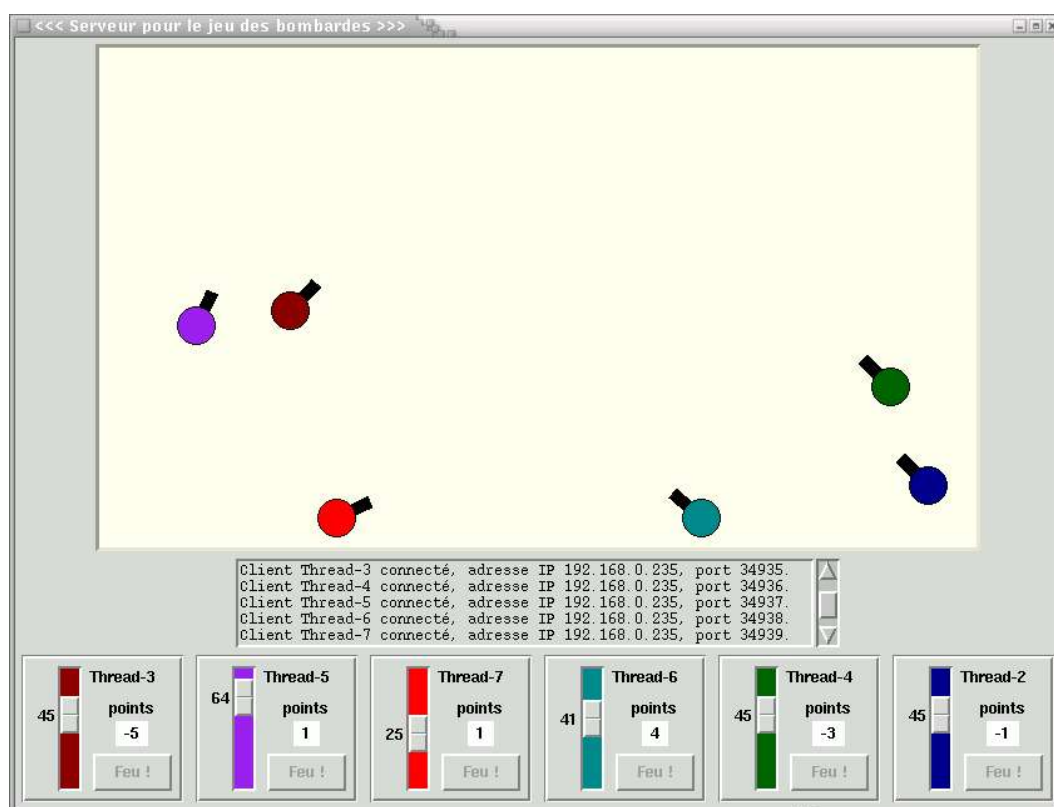 <<< Serveur pour le jeu des bombardes >>>
Client Thread-3 connecté, adresse IP 192.168.0.235, port 34935.
Client Thread-4 connecté, adresse IP 192.168.0.235, port 34936.
Client Thread-5 connecté, adresse IP 192.168.0.235, port 34937.
Client Thread-6 connecté, adresse IP 192.168.0.235, port 34938.
Client Thread-7 connecté, adresse IP 192.168.0.235, port 34939.
Thread-3
45
points
-5
Feu !
Thread-5
64
points
1
Feu !
Thread-7
25
points
1
Feu !
Thread-6
41
points
4
Feu !
Thread-4
45
points
-3
Feu !
Thread-2
45
points
-1
Feu !